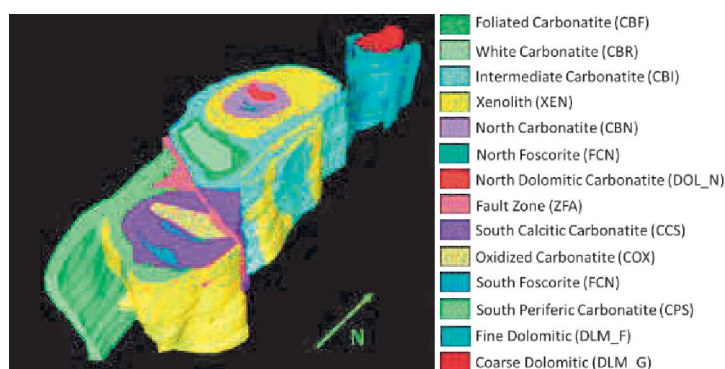 Foliated Carbonatite (CBF)
White Carbonatite (CBR)
Intermediate Carbonatite (CBI)
Xenolith (XEN)
North Carbonatite (CBN)
North Foscorite (FCN)
North Dolomitic Carbonatite (DOL_N)
Fault Zone (ZFA)
South Calcitic Carbonatite (CCS)
Oxidized Carbonatite (COX)
South Foscorite (FCN)
South Periferic Carbonatite (CPS)
Fine Dolomitic (DLM_F)
Coarse Dolomitic (DLM_G)
N